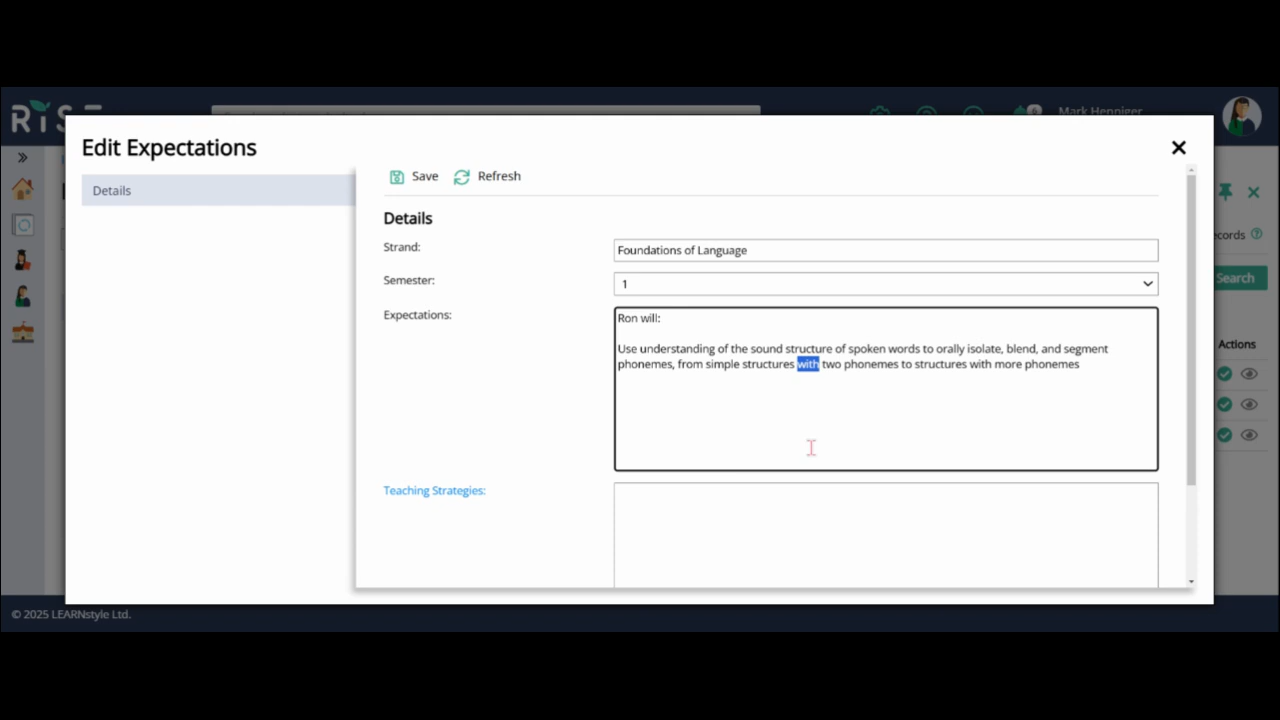 RiSE
Mark Henniger
Edit Expectations
Details
Save
Refresh
Details
Strand:
Foundations of Language
Semester:
1
Expectations:
Ron will:
Use understanding of the sound structure of spoken words to orally isolate, blend, and segment
phonemes, from simple structures with two phonemes to structures with more phonemes
Teaching Strategies:
Search
Actions
© 2025 LEARNstyle Ltd.